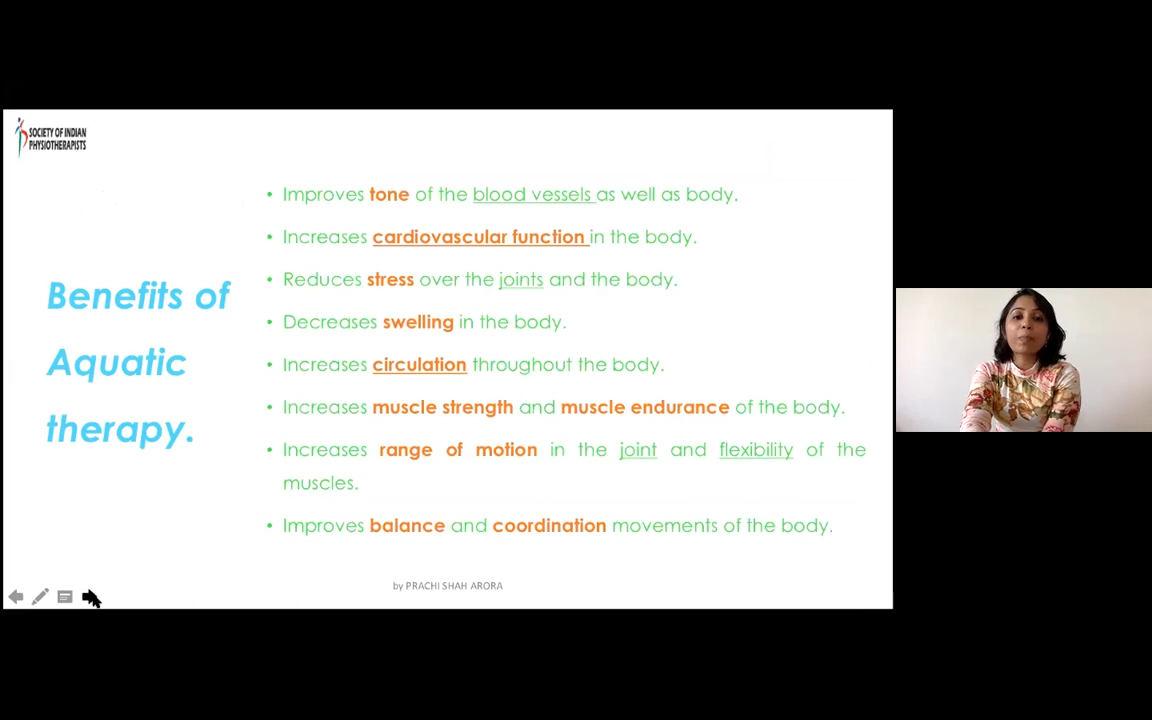 SOCIETY OF INDIAN
PHYSIOTHERAPISTS
Benefits of
Aquatic
therapy.
• Improves tone of the blood vessels as well as body.
• Increases cardiovascular function in the body.
• Reduces stress over the joints and the body.
• Decreases swelling in the body.
• Increases circulation throughout the body.
• Increases muscle strength and muscle endurance of the body.
• Increases range of motion in the joint and flexibility of the
muscles.
• Improves balance and coordination movements of the body.
by PRACHI SHAH ARORA